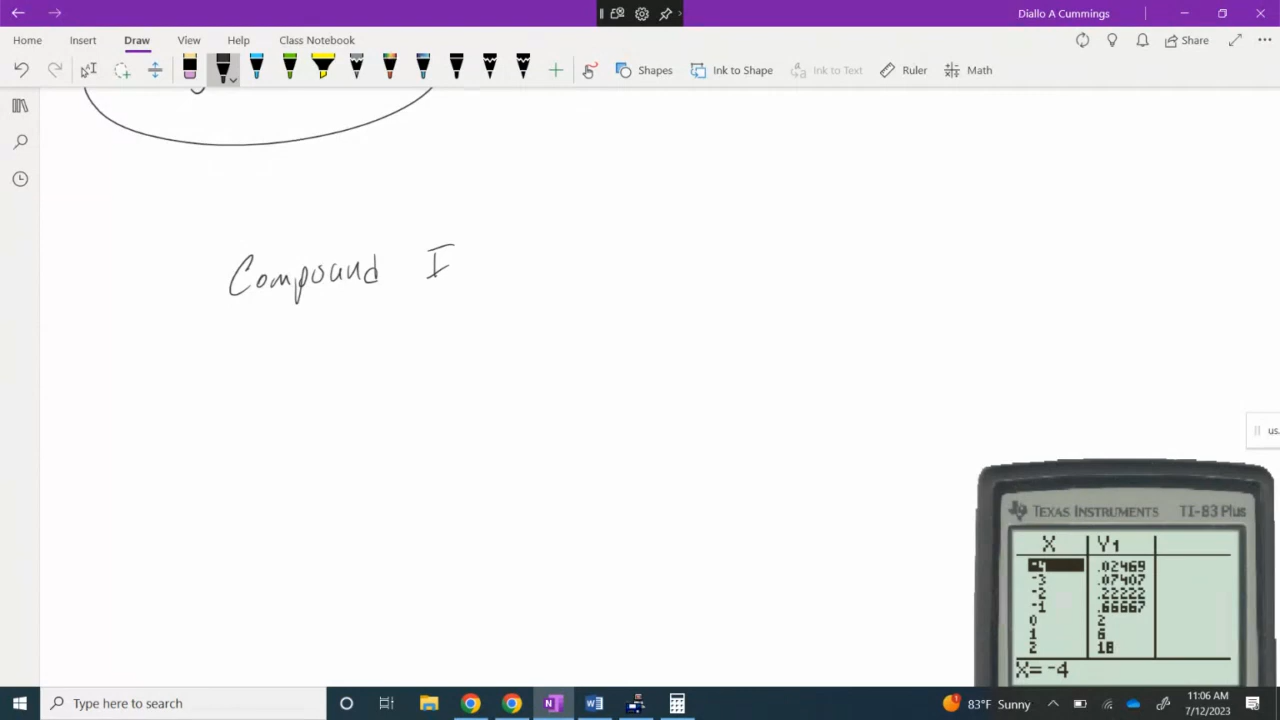 Diallo A Cummings
Home Insert Draw View Help Class Notebook
Share
Shapes Ink to Shape Ink to Text Ruler Math
Compound I
us.
TEXAS INSTRUMENTS TI-83 Plus
X Y1
-4 .02469
-3 .07407
-2 .22222
-1 .66667
0 2
1 6
2 18
X=-4
Type here to search
83°F Sunny
11:06 AM
7/12/2023